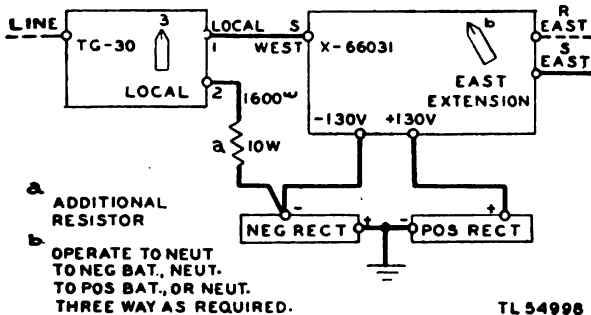 LINE
TG-30
3
LOCAL
1
S
WEST
X-66031
b
R
EAST
S
EAST
LOCAL
2
1600ω
EAST
EXTENSION
-130V
+130V
a
10W
a
ADDITIONAL
RESISTOR
-
NEG RECT
+
-
POS RECT
+
b
OPERATE TO NEUT
TO NEG BAT., NEUT.
TO POS BAT., OR NEUT.
THREE WAY AS REQUIRED.
TL 54998